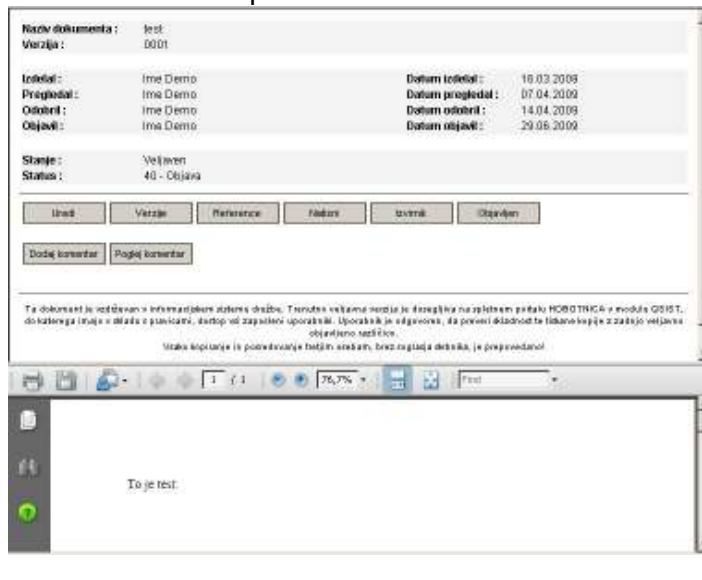 Naziv dokumenta : test
Verzija : 0001
Izdelal : Ime Demo Datum izdelal : 18.03.2009
Pregledal : Ime Demo Datum pregledal : 07.04.2009
Odobril : Ime Demo Datum odobril : 14.04.2009
Objavil : Ime Demo Datum objavil : 29.06.2009
Stanje : Veljaven
Status : 40 - Objava
Uredi Verzije Reference Nakloni Izvirnik Objavljen
Dodaj komentar Poglej komentar
Ta dokument je vzdrževan v informacijskem sistemu družbe. Trenutno veljavna verzija je dosegljiva na spletnem portalu HOBOTNICA v modulu QSIST,
do katerega imajo v skladu s pravicami, dostop vsi zaposleni uporabniki. Uporabnik je odgovoren, da preveri skladnost te tiskane kopije z zadnjo veljavno
objavljeno različico.
Vsako kopiranje in posredovanje tretjim osebam, brez soglasja lastnika, je prepovedano!
1 / 1 76,7% Find
To je test.